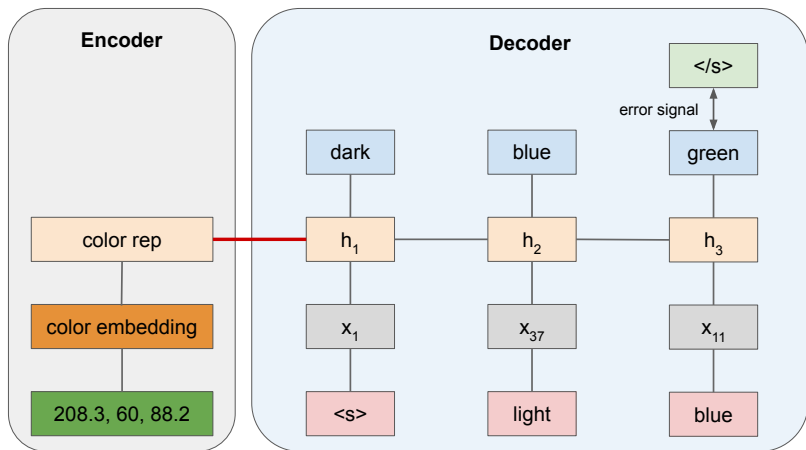 Encoder
color rep
color embedding
208.3, 60, 88.2
Decoder
</s>
error signal
dark
blue
green
h₁
h₂
h₃
x₁
x₃₇
x₁₁
<s>
light
blue